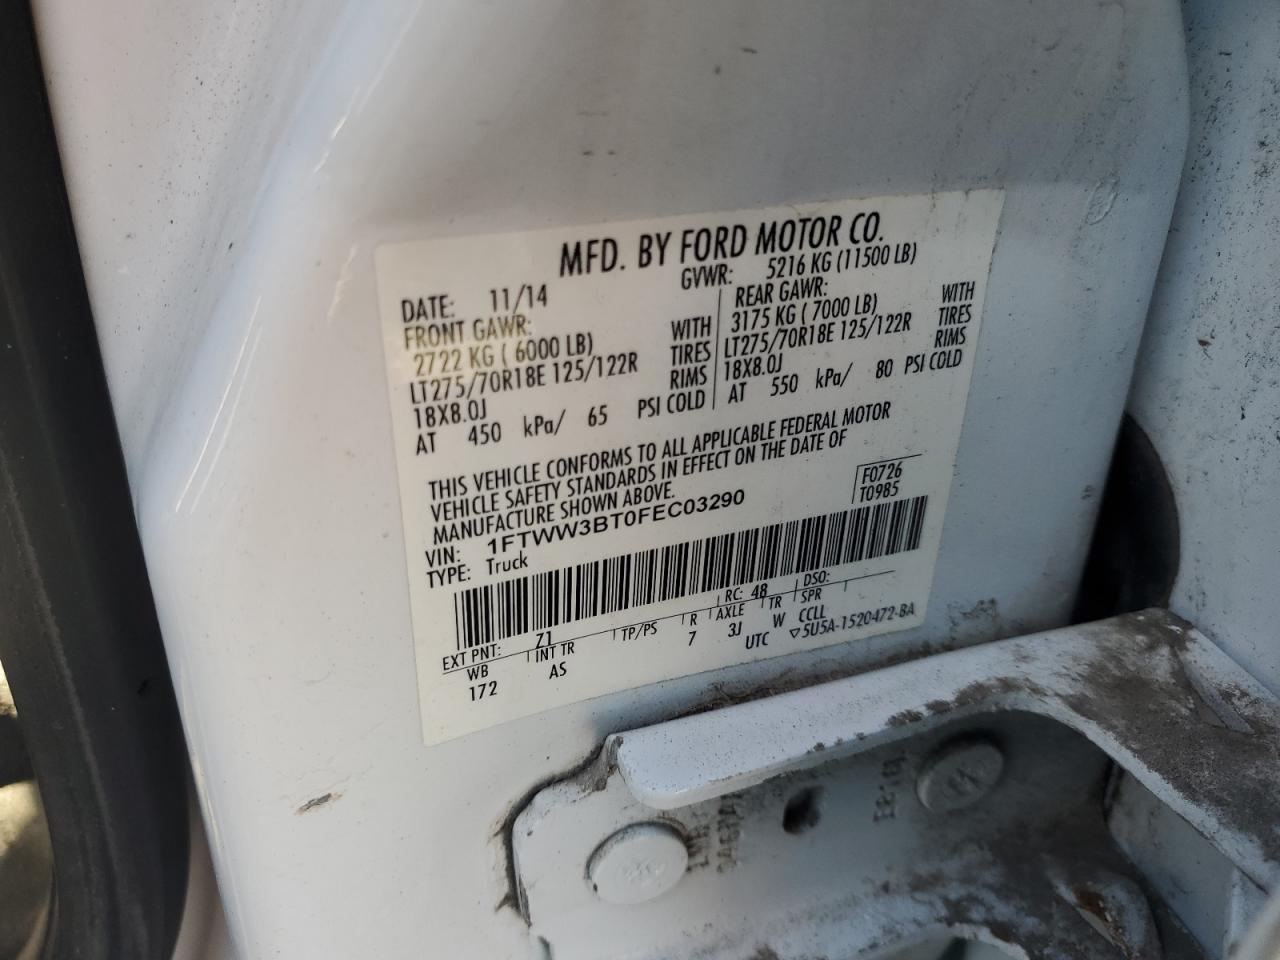 MFD. BY FORD MOTOR CO.
DATE: 11/14 GVWR: 5216 KG (11500 LB)
FRONT GAWR: REAR GAWR:
2722 KG ( 6000 LB) WITH 3175 KG ( 7000 LB) WITH
LT275/70R18E 125/122R TIRES LT275/70R18E 125/122R TIRES
18X8.0J RIMS 18X8.0J RIMS
AT 450 kPa/ 65 PSI COLD AT 550 kPa/ 80 PSI COLD
THIS VEHICLE CONFORMS TO ALL APPLICABLE FEDERAL MOTOR
VEHICLE SAFETY STANDARDS IN EFFECT ON THE DATE OF
MANUFACTURE SHOWN ABOVE.
F0726
T0985
VIN: 1FTWW3BT0FEC03290
TYPE: Truck
EXT PNT: Z1 RC: 48 DSO:
WB INT TR TP/PS R AXLE TR SPR
172 AS 7 3J W CCLL
UTC ▽5U5A-1520472-BA